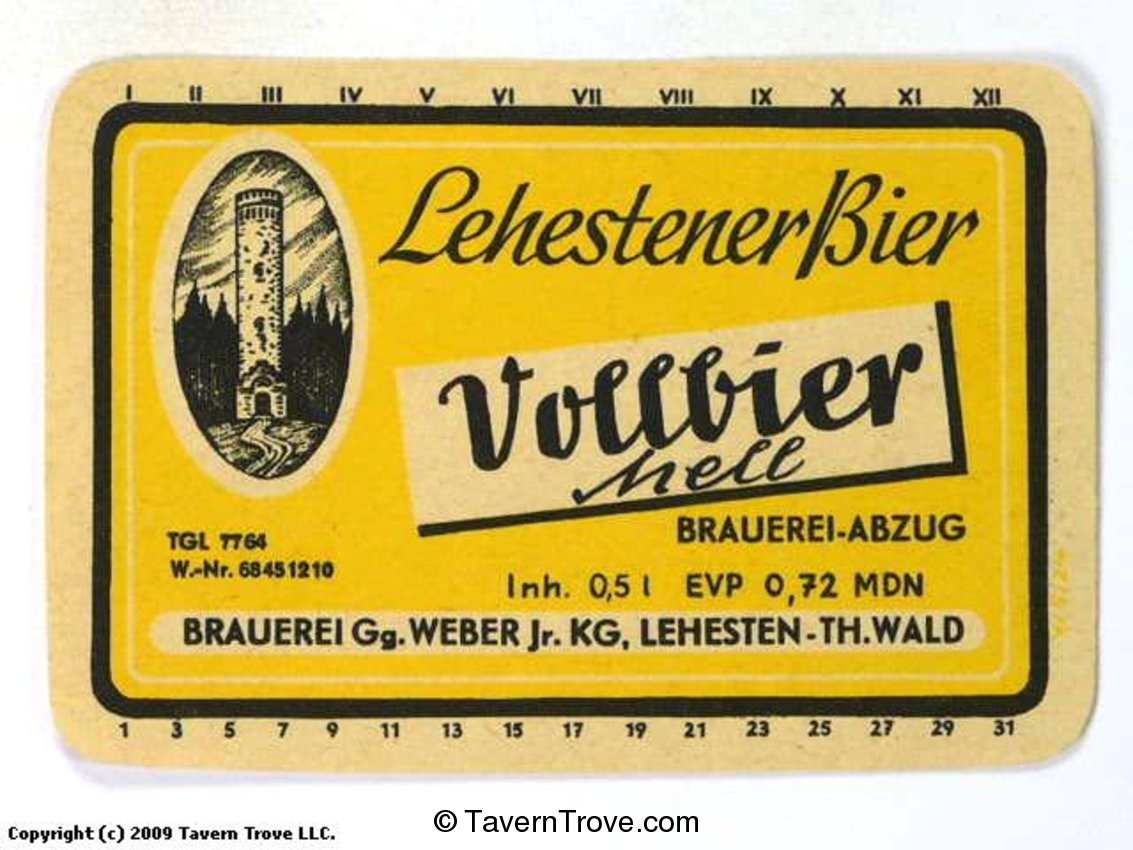 I II III IV V VI VII VIII IX X XI XII
Lehestener Bier
Vollbier
hell
BRAUEREI-ABZUG
TGL 7764
W.-Nr. 68451210
Inh. 0,5 l EVP 0,72 MDN
BRAUEREI Gg. WEBER Jr. KG, LEHESTEN-TH.WALD
1 3 5 7 9 11 13 15 17 19 21 23 25 27 29 31
Copyright (c) 2009 Tavern Trove LLC.
© TavernTrove.com